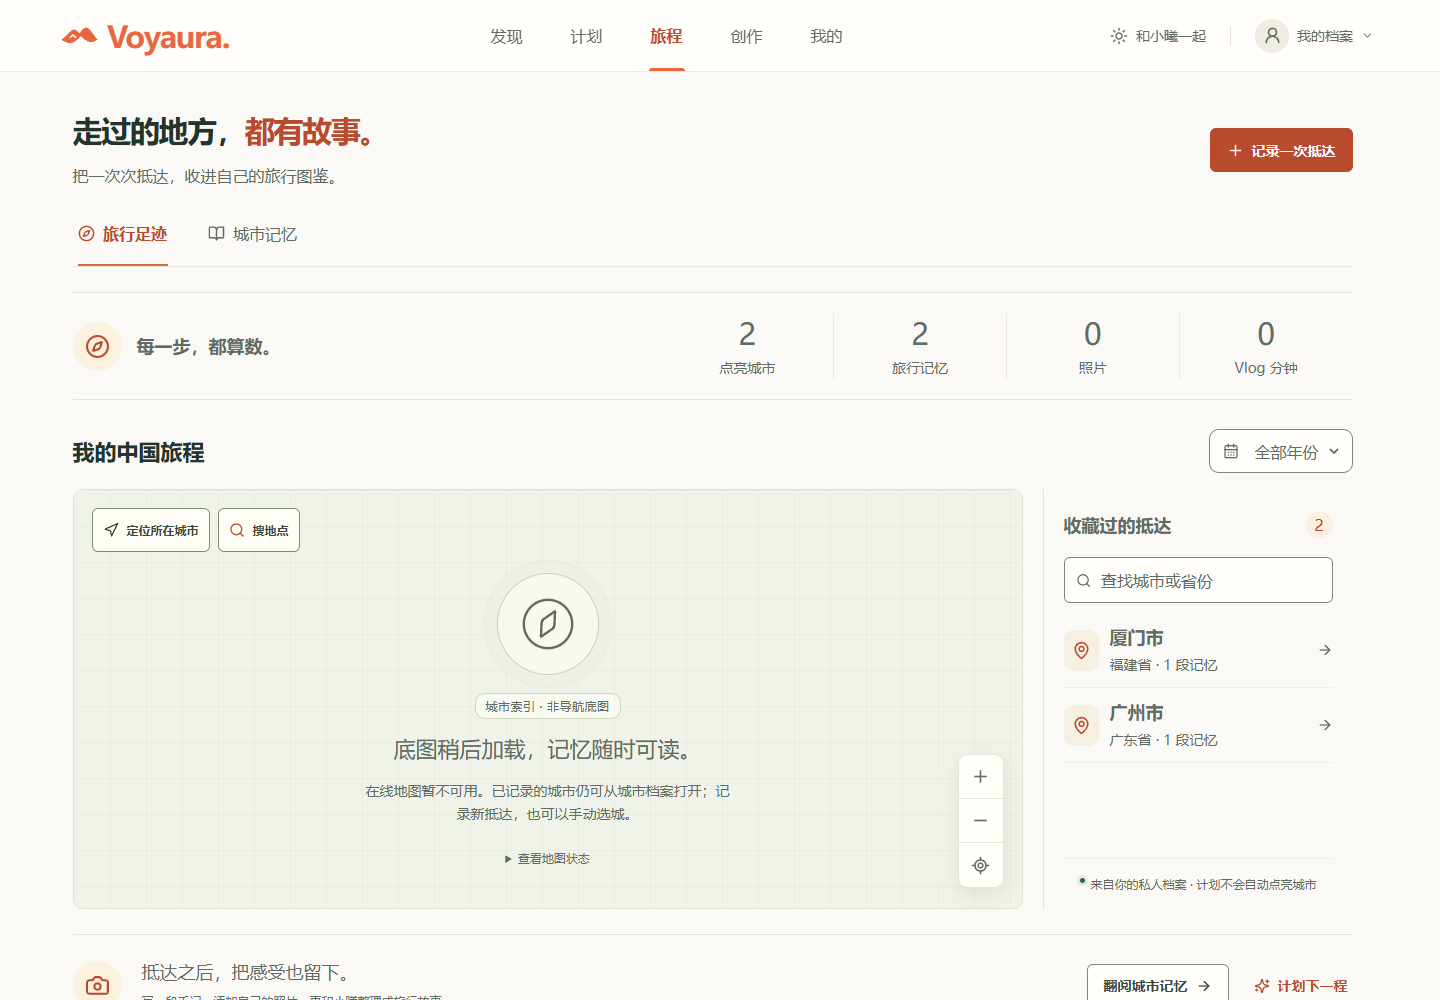 Voyaura.
发现
计划
旅程
创作
我的
和小曦一起
我的档案
走过的地方，都有故事。
把一次次抵达，收进自己的旅行图鉴。
记录一次抵达
旅行足迹
城市记忆
每一步，都算数。
2
点亮城市
2
旅行记忆
0
照片
0
Vlog 分钟
我的中国旅程
全部年份
定位所在城市
搜地点
城市索引 · 非导航底图
底图稍后加载，记忆随时可读。
在线地图暂不可用。已记录的城市仍可从城市档案打开；记
录新抵达，也可以手动选城。
查看地图状态
收藏过的抵达
2
查找城市或省份
厦门市
福建省 · 1 段记忆
广州市
广东省 · 1 段记忆
来自你的私人档案 · 计划不会自动点亮城市
抵达之后，把感受也留下。
翻阅城市记忆
计划下一程